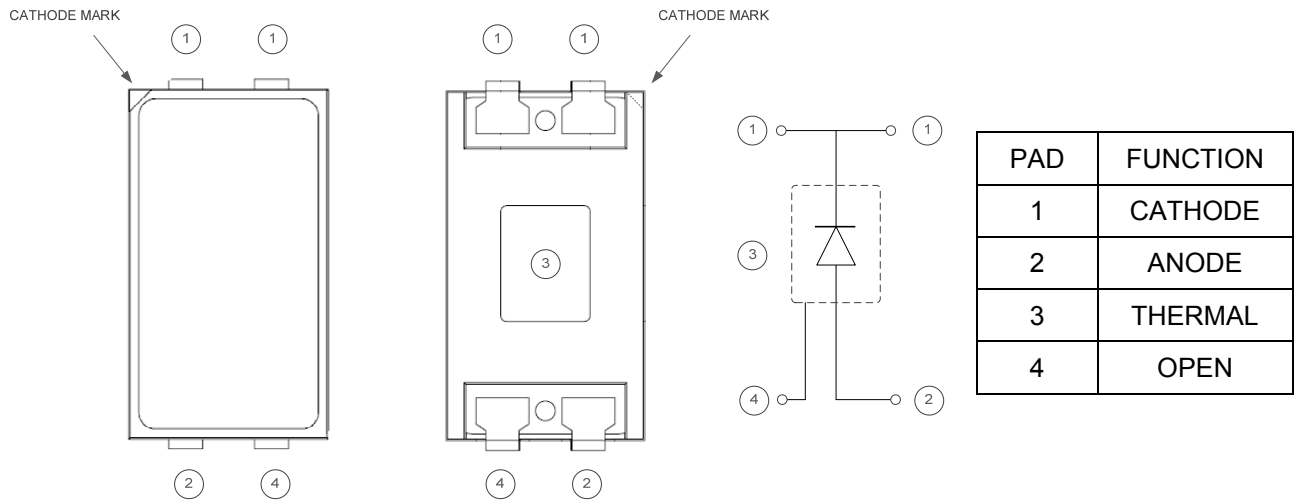 CATHODE MARK
1 1
2 4
CATHODE MARK
1 1
3
4 2
1 1
3
4 2
PAD FUNCTION
1 CATHODE
2 ANODE
3 THERMAL
4 OPEN